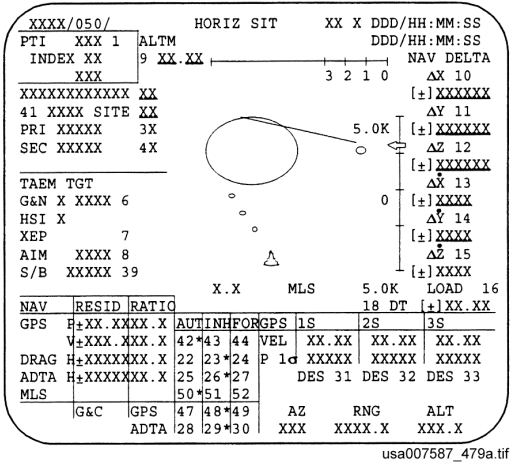 XXXX/050/ HORIZ SIT XX X DDD/HH:MM:SS
PTI XXX 1 ALTM DDD/HH:MM:SS
INDEX XX 9 XX.XX NAV DELTA
XXX 3 2 1 0 ΔX 10
XXXXXXXXXXXX XX [±]XXXXXX
41 XXXX SITE XX ΔY 11
PRI XXXXX 3X 5.0K [±]XXXXXX
SEC XXXXX 4X ΔZ 12
[±]XXXXXX
TAEM TGT ΔẊ 13
G&N X XXXX 6 0 [±]XXXX
HSI X ΔẎ 14
XEP 7 [±]XXXX
AIM XXXX 8 ΔŻ 15
S/B XXXXX 39 [±]XXXX
X.X MLS 5.0K LOAD 16
NAV RESID RATIO 18 DT [±]XX.XX
GPS P±XX.XX XX.X AUT INH FOR GPS 1S 2S 3S
V±XXX.X XX.X 42*43 44 VEL XX.XX XX.XX XX.XX
DRAG H±XXXXX XX.X 22 23*24 P 1σ XXXXX XXXXX XXXXX
ADTA H±XXXXX XX.X 25 26*27 DES 31 DES 32 DES 33
MLS 50*51 52
G&C GPS 47 48*49 AZ RNG ALT
ADTA 28 29*30 XXX XXXX.X XXX.X
usa007587_479a.tif